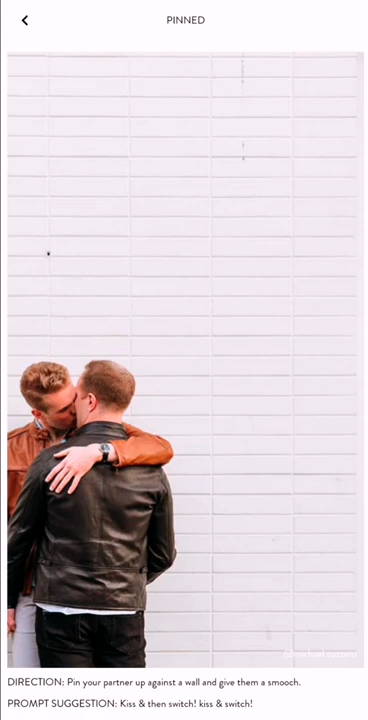 PINNED
@michaelcozzens
DIRECTION: Pin your partner up against a wall and give them a smooch.
PROMPT SUGGESTION: Kiss & then switch! kiss & switch!